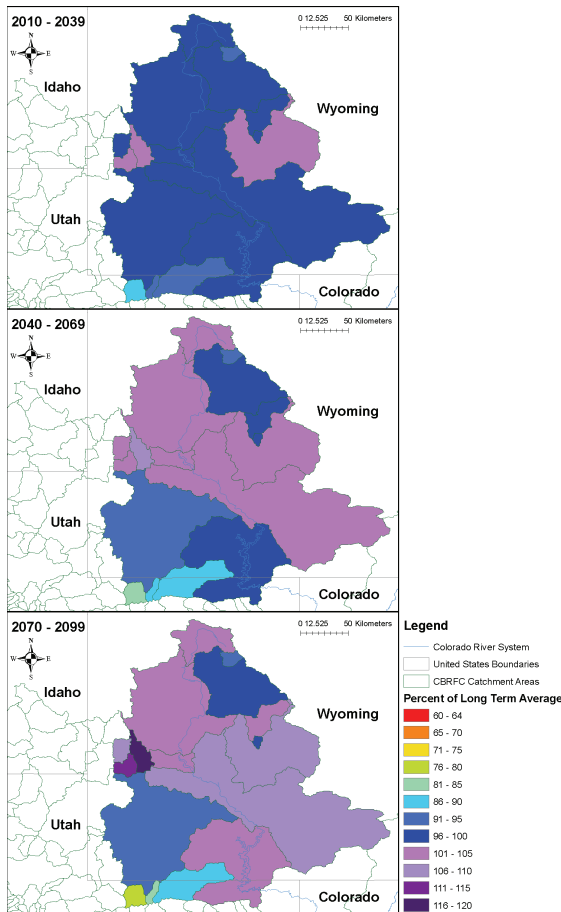 2010 - 2039
0 12.525 50 Kilometers
N
W E
S
Idaho
Wyoming
Utah
Colorado
2040 - 2069
0 12.525 50 Kilometers
N
W E
S
Idaho
Wyoming
Utah
Colorado
2070 - 2099
0 12.525 50 Kilometers
N
W E
S
Idaho
Wyoming
Utah
Colorado
Legend
Colorado River System
United States Boundaries
CBRFC Catchment Areas
Percent of Long Term Average
60 - 64
65 - 70
71 - 75
76 - 80
81 - 85
86 - 90
91 - 95
96 - 100
101 - 105
106 - 110
111 - 115
116 - 120